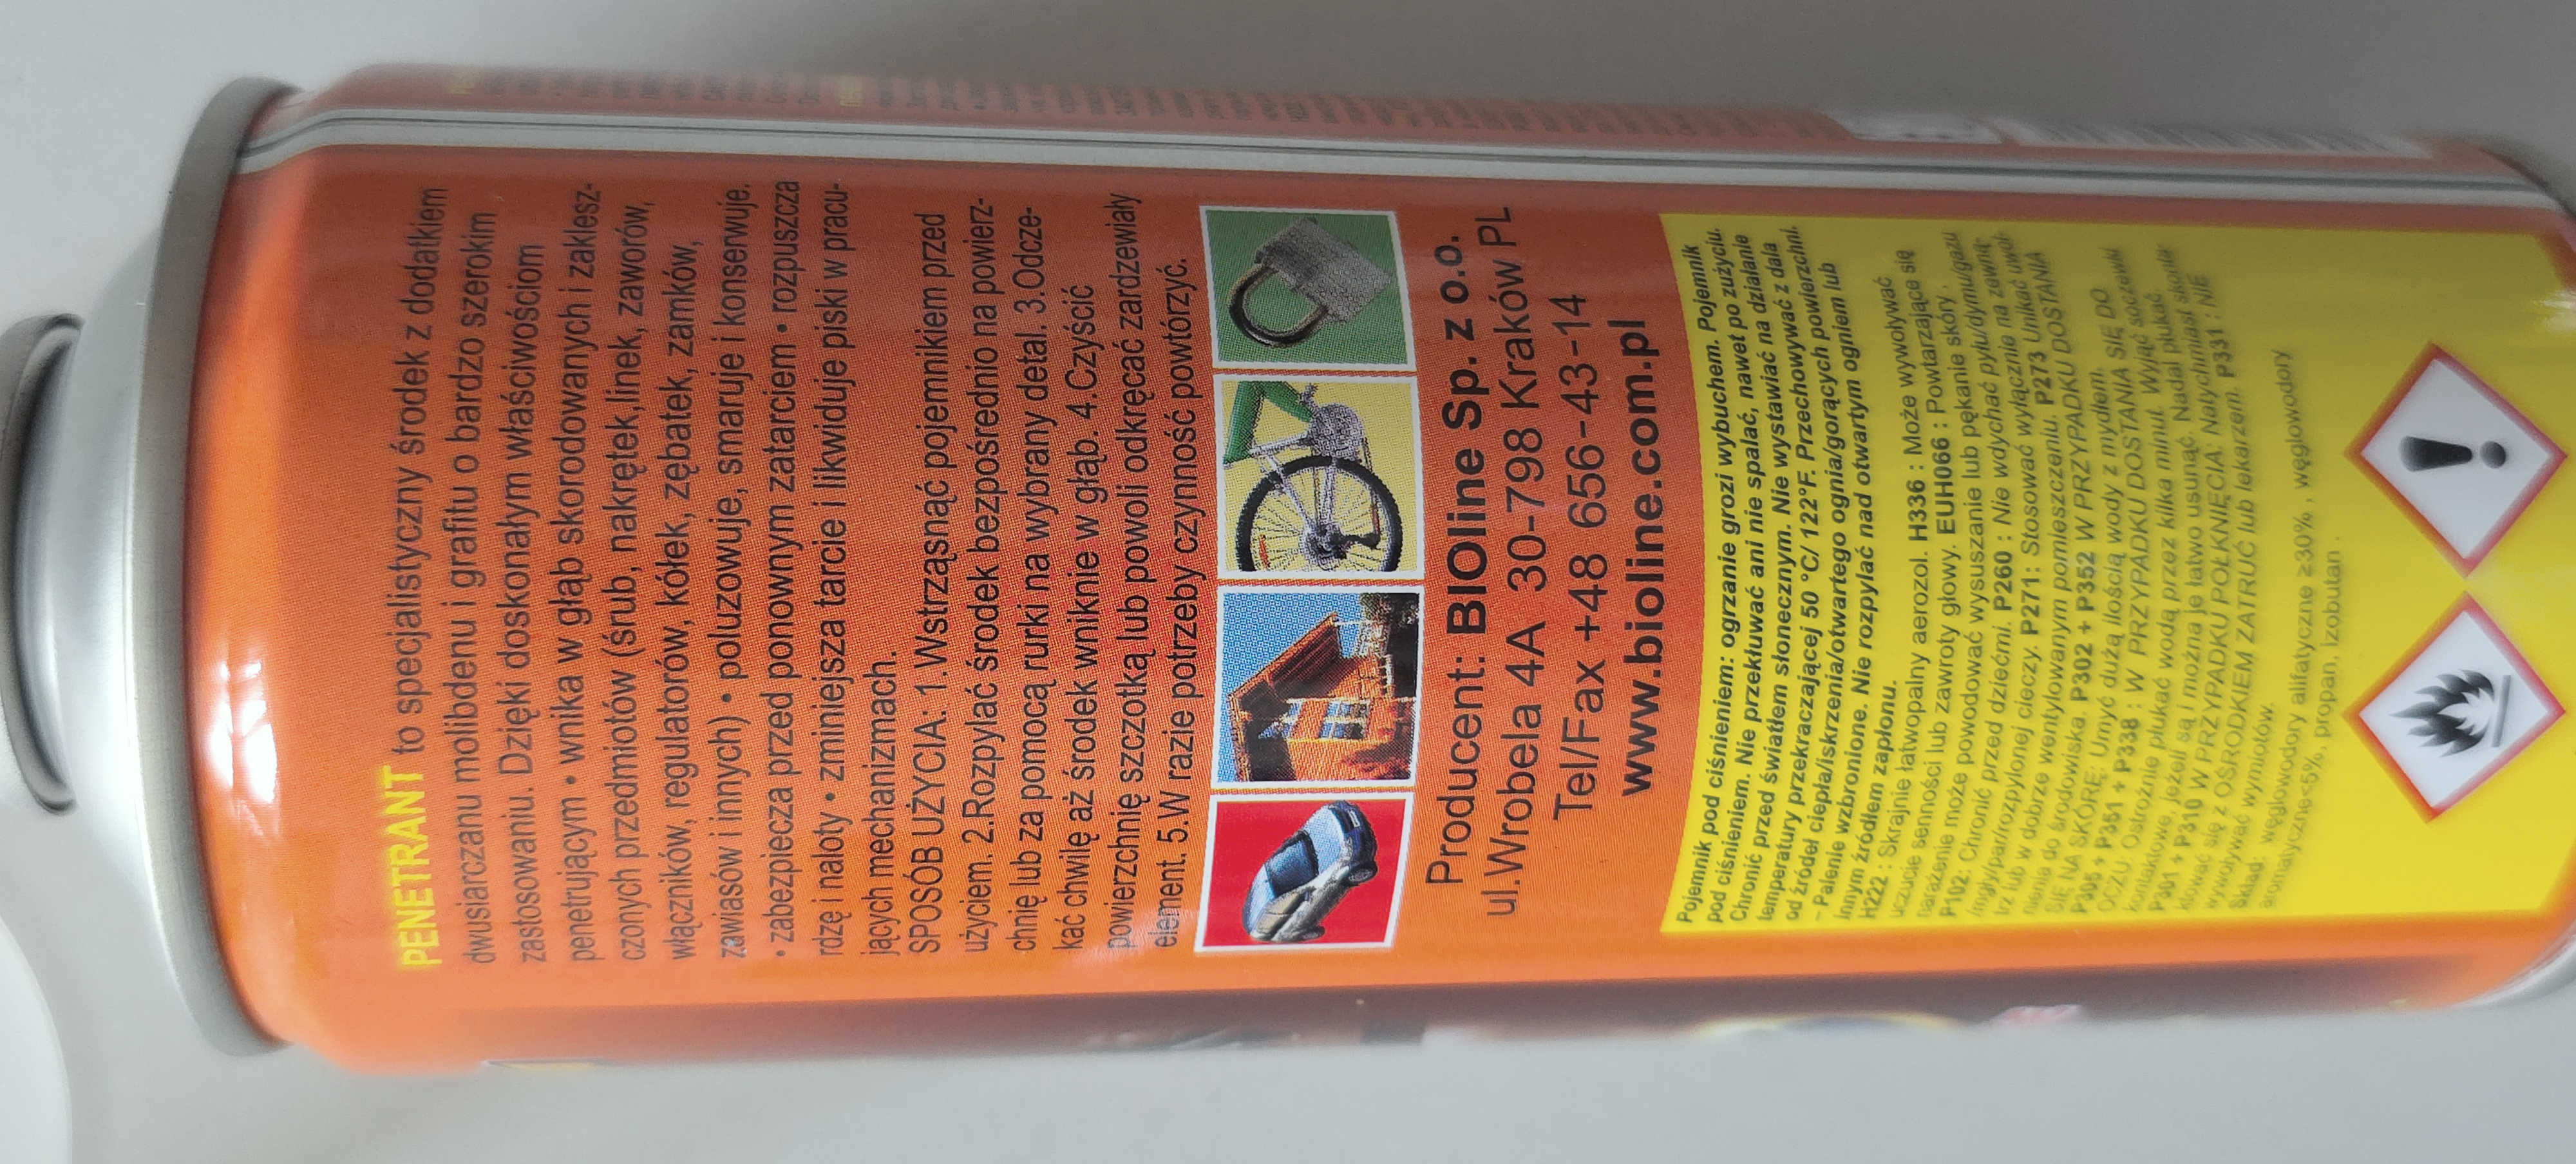 PENETRANT to specjalistyczny środek z dodatkiem
dwusiarczanu molibdenu i grafitu o bardzo szerokim
zastosowaniu. Dzięki doskonałym właściwościom
penetrującym • wnika w głąb skorodowanych i zaklesz-
czonych przedmiotów (śrub, nakrętek,linek, zaworów,
włączników, regulatorów, kółek, zębatek, zamków,
zawiasów i innych) • poluzowuje, smaruje i konserwuje.
• zabezpiecza przed ponownym zatarciem • rozpuszcza
rdzę i naloty • zmniejsza tarcie i likwiduje piski w pracu-
jących mechanizmach.
SPOSÓB UŻYCIA: 1.Wstrząsnąć pojemnikiem przed
użyciem. 2.Rozpylać środek bezpośrednio na powierz-
chnię lub za pomocą rurki na wybrany detal. 3.Odcze-
kać chwilę aż środek wniknie w głąb. 4.Czyścić
powierzchnię szczotką lub powoli odkręcać zardzewiały
element. 5.W razie potrzeby czynność powtórzyć.
Producent: BIOline Sp. z o.o.
ul.Wrobela 4A 30-798 Kraków PL
Tel/Fax +48 656-43-14
www.bioline.com.pl
Pojemnik pod ciśnieniem: ogrzanie grozi wybuchem. Pojemnik
pod ciśnieniem. Nie przekłuwać ani nie spalać, nawet po zużyciu.
Chronić przed światłem słonecznym. Nie wystawiać na działanie
temperatury przekraczającej 50 °C/ 122°F. Przechowywać z dala
od źródeł ciepła/iskrzenia/otwartego ognia/gorących powierzchni.
- Palenie wzbronione. Nie rozpylać nad otwartym ogniem lub
innym źródłem zapłonu.
H222 : Skrajnie łatwopalny aerozol. H336 : Może wywoływać
uczucie senności lub zawroty głowy. EUH066 : Powtarzające się
narażenie może powodować wysuszanie lub pękanie skóry .
P102: Chronić przed dziećmi. P260 : Nie wdychać pyłu/dymu/gazu
/mgły/par/rozpylonej cieczy. P271: Stosować wyłącznie na zewnę-
trz lub w dobrze wentylowanym pomieszczeniu. P273 Unikać uwol-
nienia do środowiska. P302 + P352 W PRZYPADKU DOSTANIA
SIĘ NA SKÓRĘ: Umyć dużą ilością wody z mydłem.
P305 + P351 + P338 : W PRZYPADKU DOSTANIA SIĘ DO
OCZU: Ostrożnie płukać wodą przez kilka minut. Wyjąć soczewki
kontaktowe, jeżeli są i można je łatwo usunąć. Nadal płukać
P301 + P310 W PRZYPADKU POŁKNIĘCIA: Natychmiast skonta-
ktować się z OŚRODKIEM ZATRUĆ lub lekarzem. P331 : NIE
wywoływać wymiotów.
Skład: węglowodory alifatyczne ≥30% , węglowodory
aromatyczne<5%, propan, izobutan .